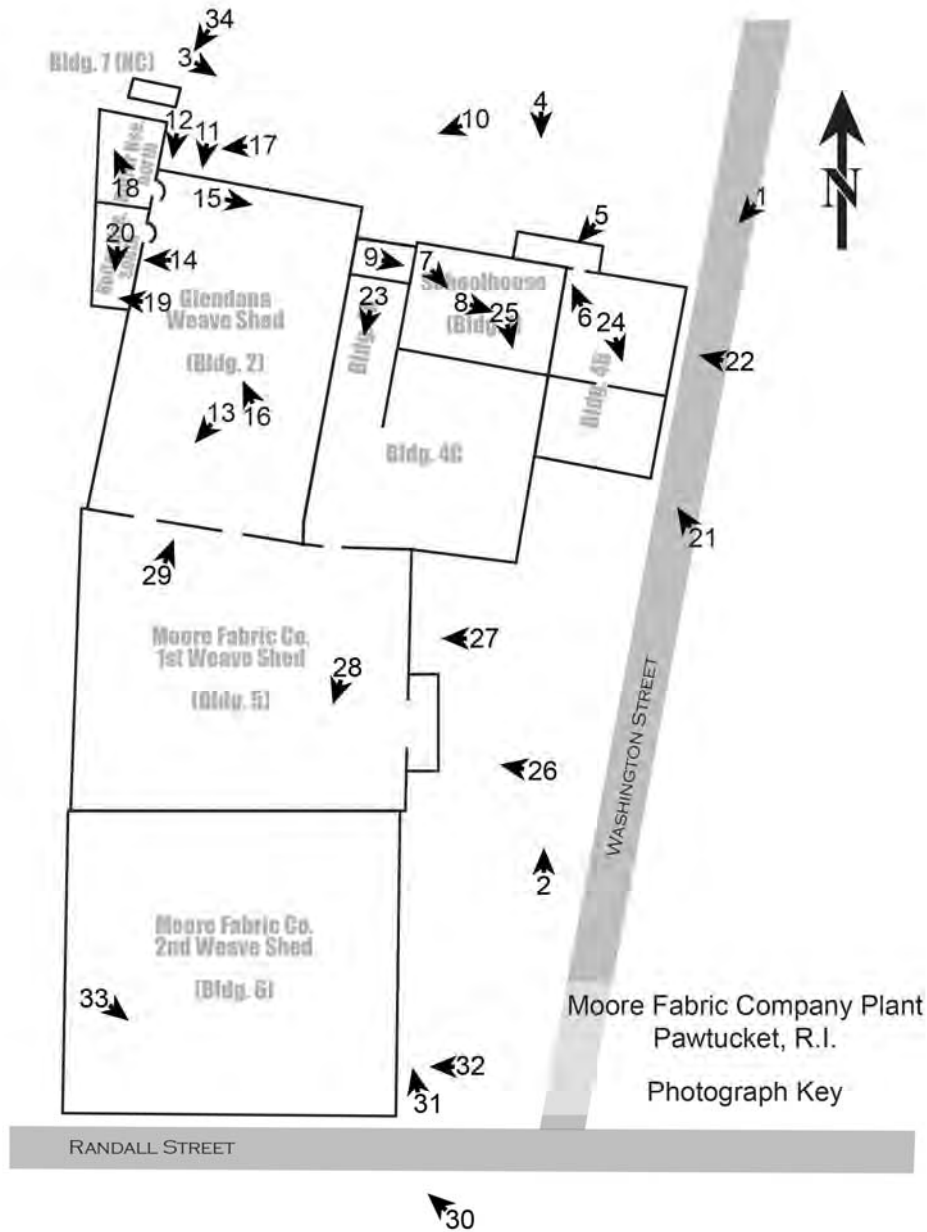 34
3
Bldg. 7 (NC)
12
11
17
10
4
1
N
18
15
20
14
19
5
9
7
Schoolhouse
8
25
6
24
22
23
Glendana
Weave Shed
(Bldg. 2)
13
16
Bldg. 4B
Bldg. 4C
21
29
Moore Fabric Co.
1st Weave Shed
(Bldg. 5)
28
27
26
WASHINGTON STREET
2
Moore Fabric Co.
2nd Weave Shed
(Bldg. 6)
33
32
31
Moore Fabric Company Plant
Pawtucket, R.I.
Photograph Key
RANDALL STREET
30